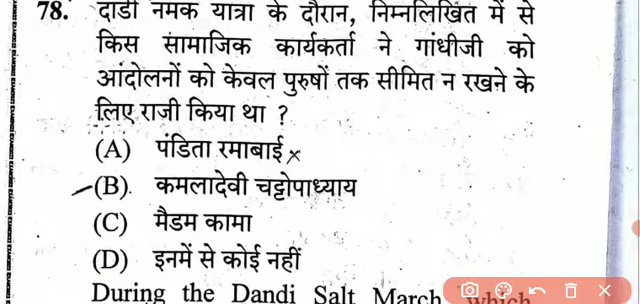 78. दांडी नमक यात्रा के दौरान, निम्नलिखित में से
किस सामाजिक कार्यकर्ता ने गांधीजी को
आंदोलनों को केवल पुरुषों तक सीमित न रखने के
लिए राजी किया था ?
(A) पंडिता रमाबाई ×
(B) कमलादेवी चट्टोपाध्याय
(C) मैडम कामा
(D) इनमें से कोई नहीं
During the Dandi Salt March, which